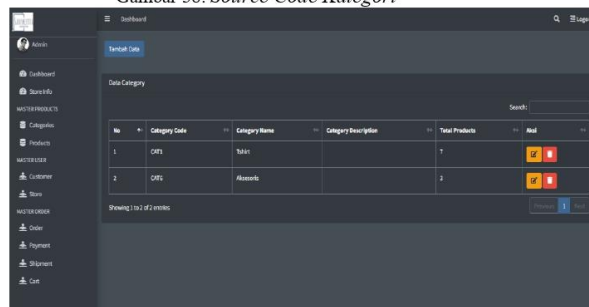 Gambar 58. Source Code Kategori
Dashboard
Admin
Tambah Data
Dashboard
Store Info
Data Category
MASTER PRODUCTS
Search:
Categories
No Category Code Category Name Category Description Total Products Aksi
Products
1 CAT1 Tshirt 7
MASTER USER
Customer
2 Aksesoris 3
Store
MASTER ORDER
Showing 1 to 2 of 2 entries
Previous 1 Next
Order
Payment
Shipment
Cart